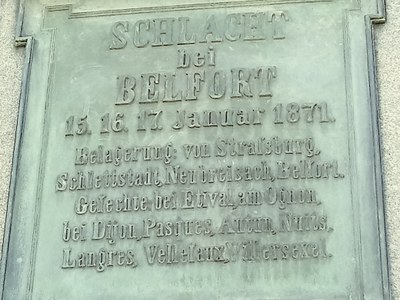 SCHLACHT
bei
BELFORT
15. 16. 17. Januar 1871.
Belagerung: von Strassburg,
Schlettstadt, Neubreisach, Belfort.
Gefechte: bei Etival, am Ognon,
bei Dijon, Pasques, Autun, Nuits,
Langres, Vellefaux, Villersexel.